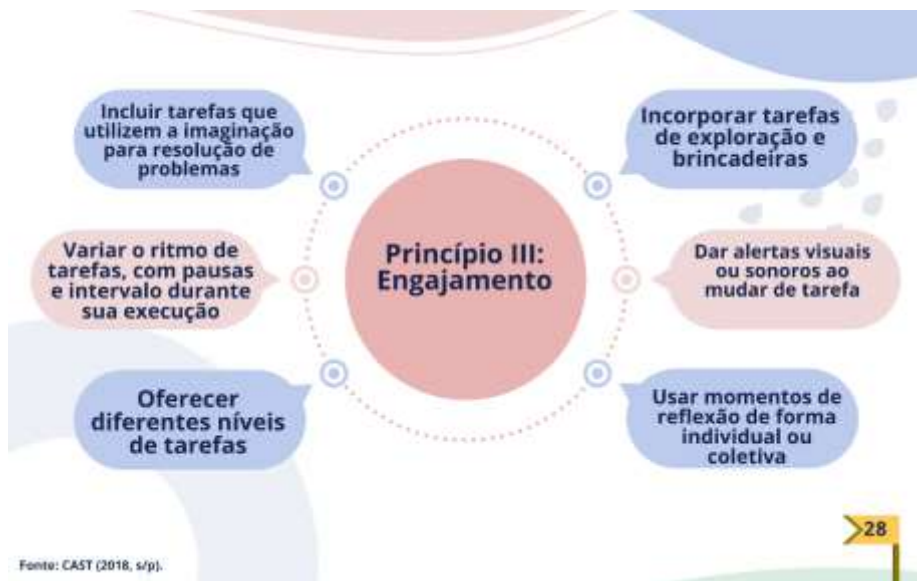 Incluir tarefas que
utilizem a imaginação
para resolução de
problemas
Incorporar tarefas
de exploração e
brincadeiras
Princípio III:
Engajamento
Variar o ritmo de
tarefas, com pausas
e intervalo durante
sua execução
Dar alertas visuais
ou sonoros ao
mudar de tarefa
Oferecer
diferentes níveis
de tarefas
Usar momentos de
reflexão de forma
individual ou
coletiva
28
Fonte: CAST (2018, s/p).